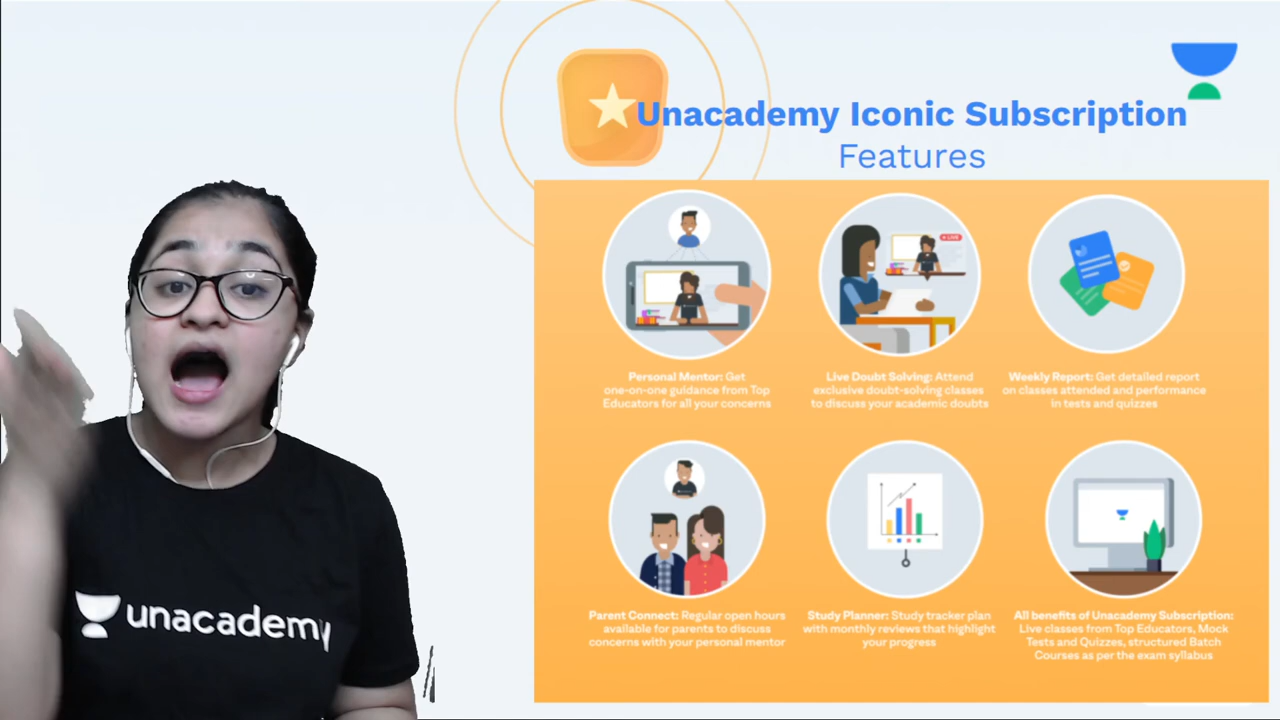 Unacademy Iconic Subscription
Features
LIVE
Personal Mentor: Get
one-on-one guidance from Top
Educators for all your concerns
Live Doubt Solving: Attend
exclusive doubt-solving classes
to discuss your academic doubts
Weekly Report: Get detailed report
on classes attended and performance
in tests and quizzes
Parent Connect: Regular open hours
available for parents to discuss
concerns with your personal mentor
Study Planner: Study tracker plan
with monthly reviews that highlight
your progress
All benefits of Unacademy Subscription:
Live classes from Top Educators, Mock
Tests and Quizzes, structured Batch
Courses as per the exam syllabus
unacademy